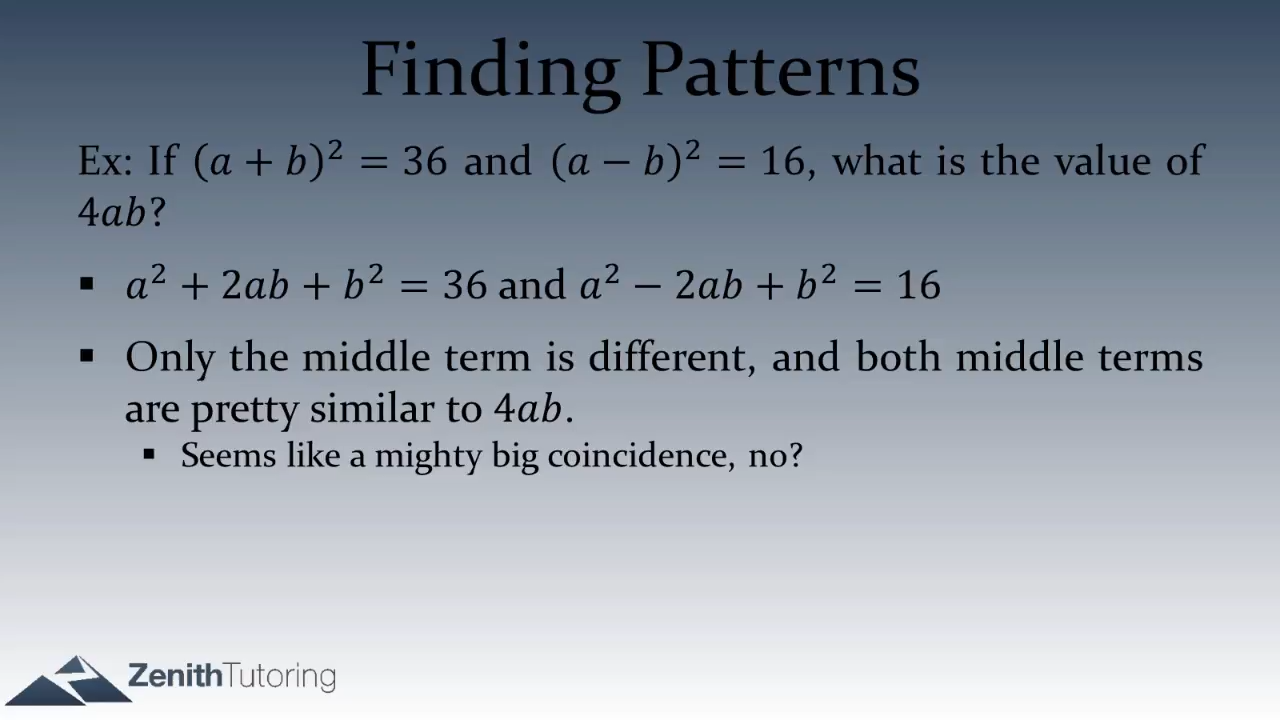 Finding Patterns
Ex: If (a + b)² = 36 and (a − b)² = 16, what is the value of
4ab?
▪ a² + 2ab + b² = 36 and a² − 2ab + b² = 16
▪ Only the middle term is different, and both middle terms
are pretty similar to 4ab.
▪ Seems like a mighty big coincidence, no?
ZenithTutoring